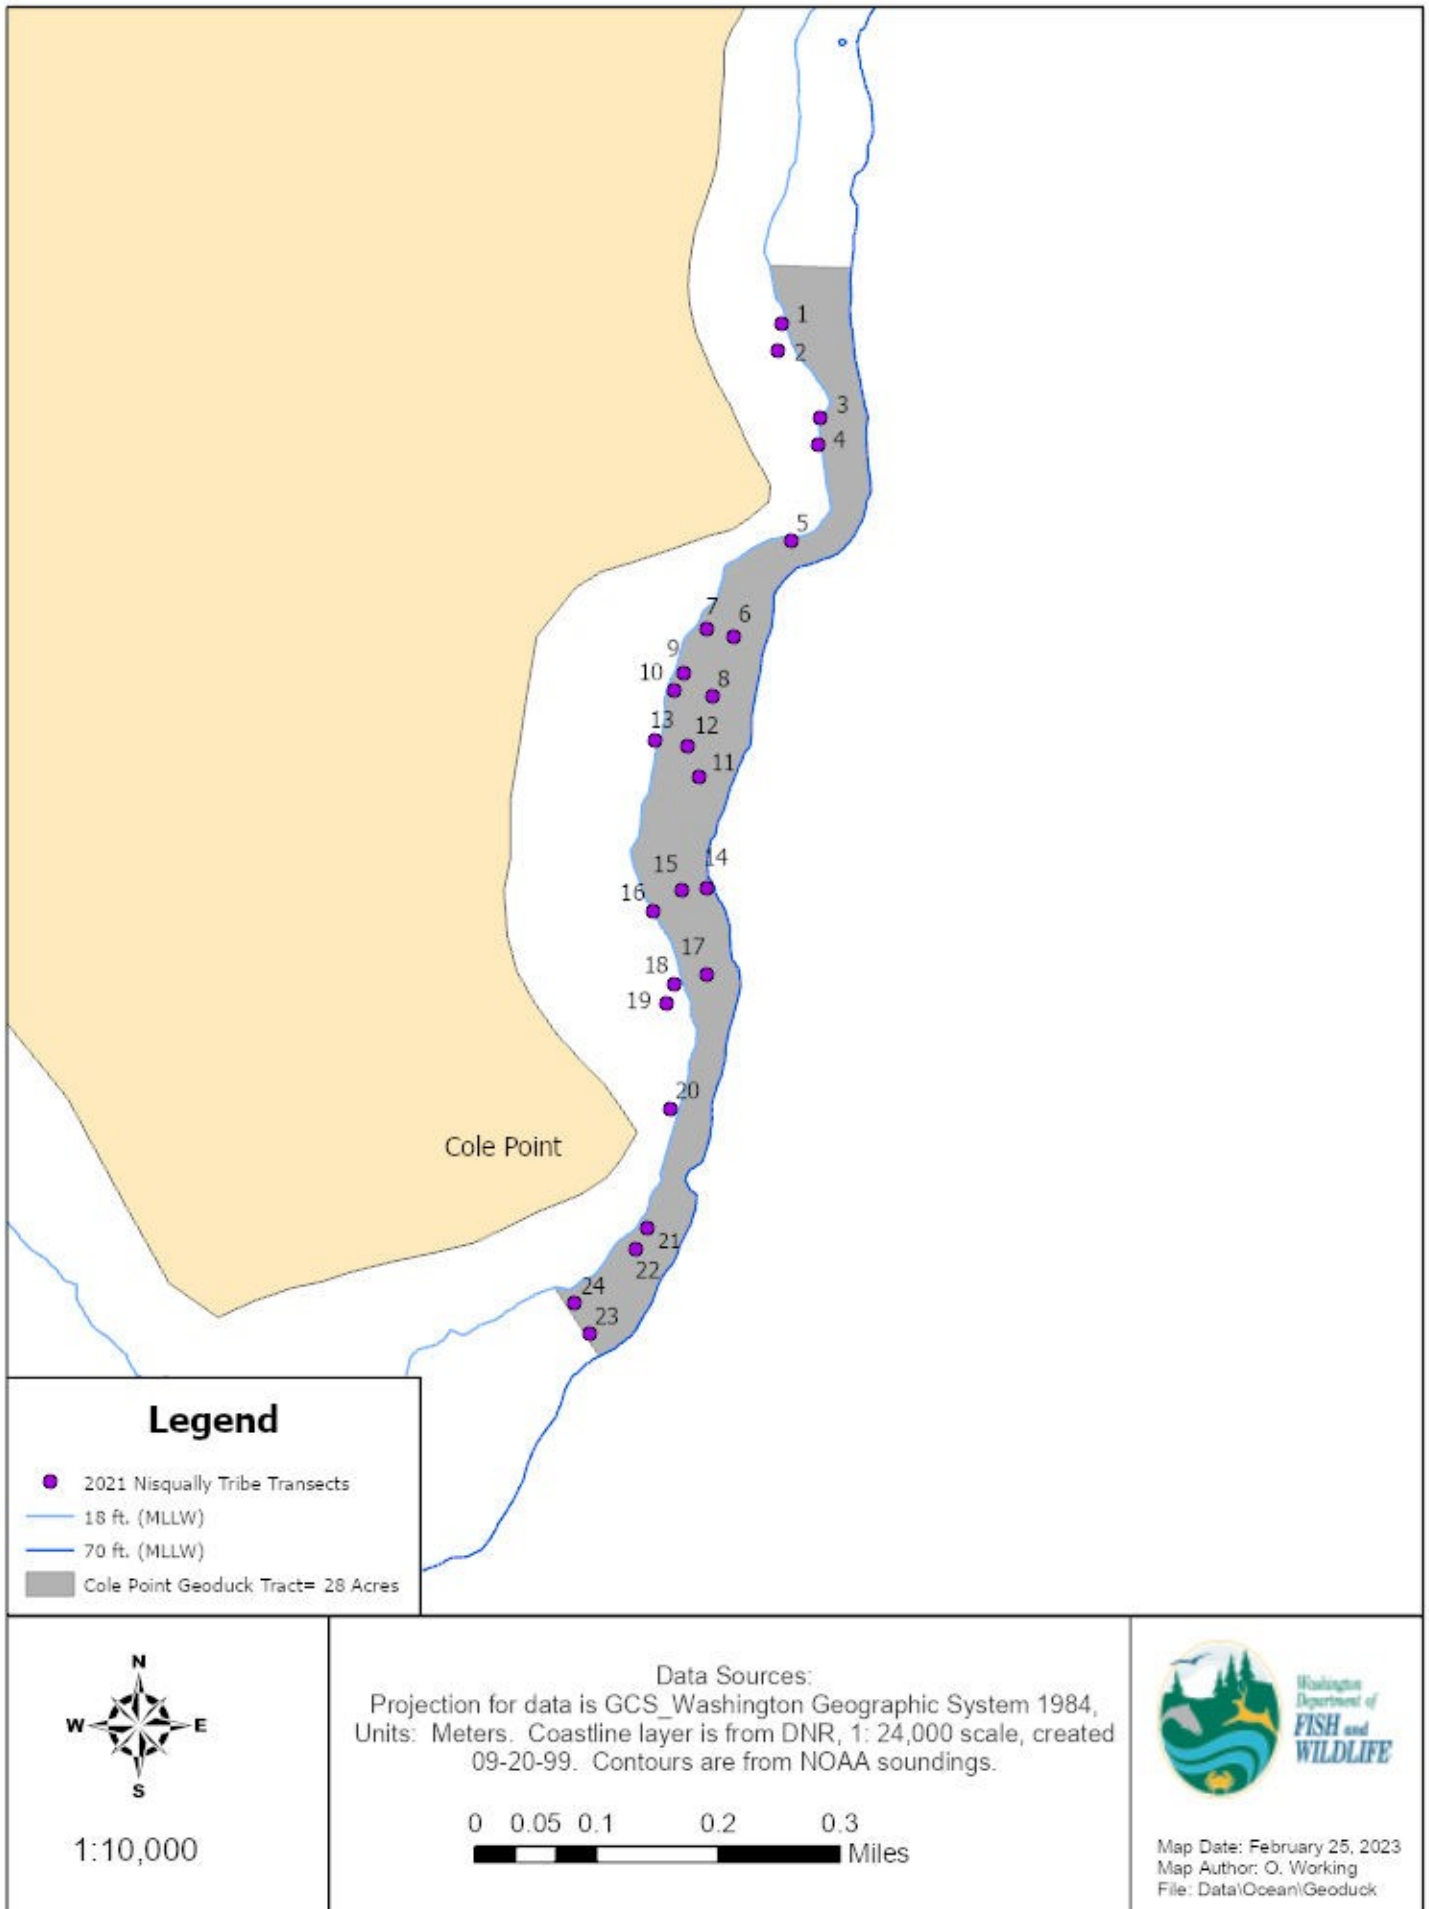 1
2
3
4
5
7
6
9
10
8
13
12
11
15
14
16
17
18
19
20
Cole Point
21
22
24
23
Legend
2021 Nisqually Tribe Transects
18 ft. (MLLW)
70 ft. (MLLW)
Cole Point Geoduck Tract= 28 Acres
N
W E
S
1:10,000
Data Sources:
Projection for data is GCS_Washington Geographic System 1984,
Units: Meters. Coastline layer is from DNR, 1: 24,000 scale, created
09-20-99. Contours are from NOAA soundings.
0 0.05 0.1 0.2 0.3
Miles
Washington
Department of
FISH and
WILDLIFE
Map Date: February 25, 2023
Map Author: O. Working
File: Data\Ocean\Geoduck